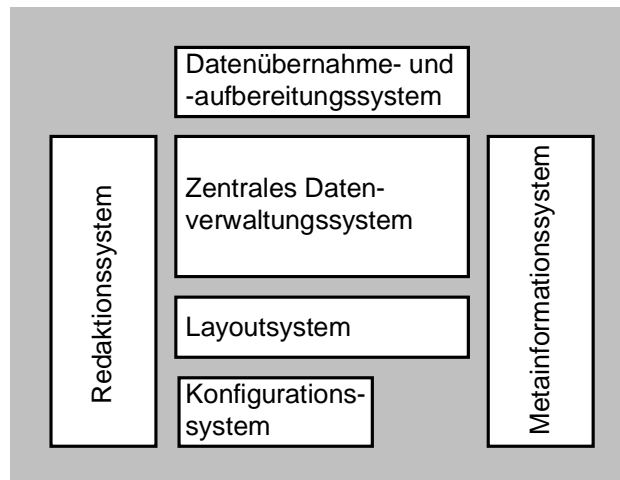 Datenübernahme- und
-aufbereitungssystem
Redaktionssystem
Zentrales Daten-
verwaltungssystem
Metainformationssystem
Layoutsystem
Konfigurations-
system